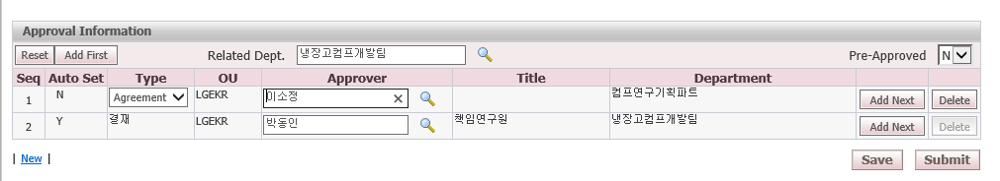 Approval Information
Reset Add First Related Dept. 냉장고컴프개발팀 Pre-Approved N
Seq Auto Set Type OU Approver Title Department
1 N Agreement LGEKR 이소정 컴프연구기획파트 Add Next Delete
2 Y 결재 LGEKR 박동인 책임연구원 냉장고컴프개발팀 Add Next Delete
| New | Save Submit